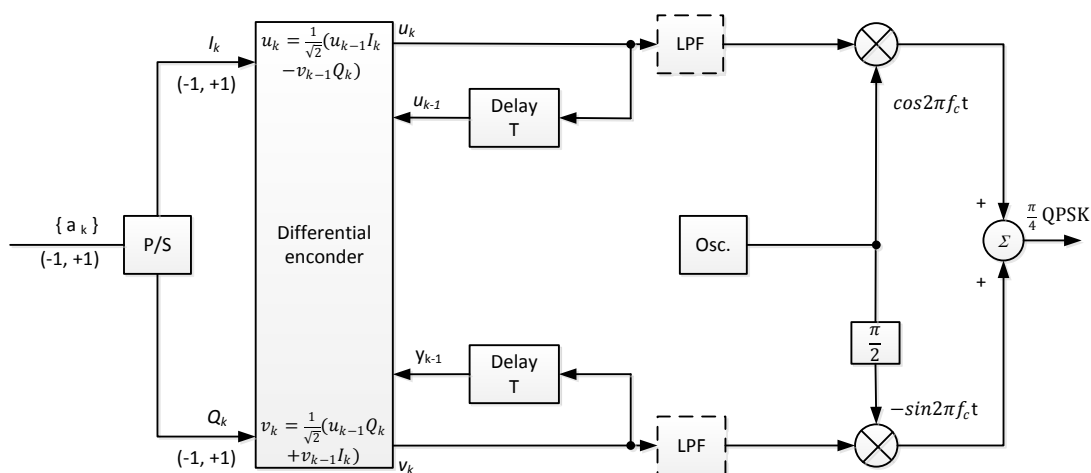 I_k
(-1, +1)
u_k = 1/√2 (u_{k-1}I_k
−v_{k-1}Q_k)
u_k
LPF
u_{k-1}
Delay
T
cos2πf_ct
{ a_k }
(-1, +1)
P/S
Differential
enconder
Osc.
+
Σ
π/4 QPSK
+
π/2
y_{k-1}
Delay
T
Q_k
(-1, +1)
v_k = 1/√2 (u_{k-1}Q_k
+v_{k-1}I_k)
v_k
LPF
−sin2πf_ct